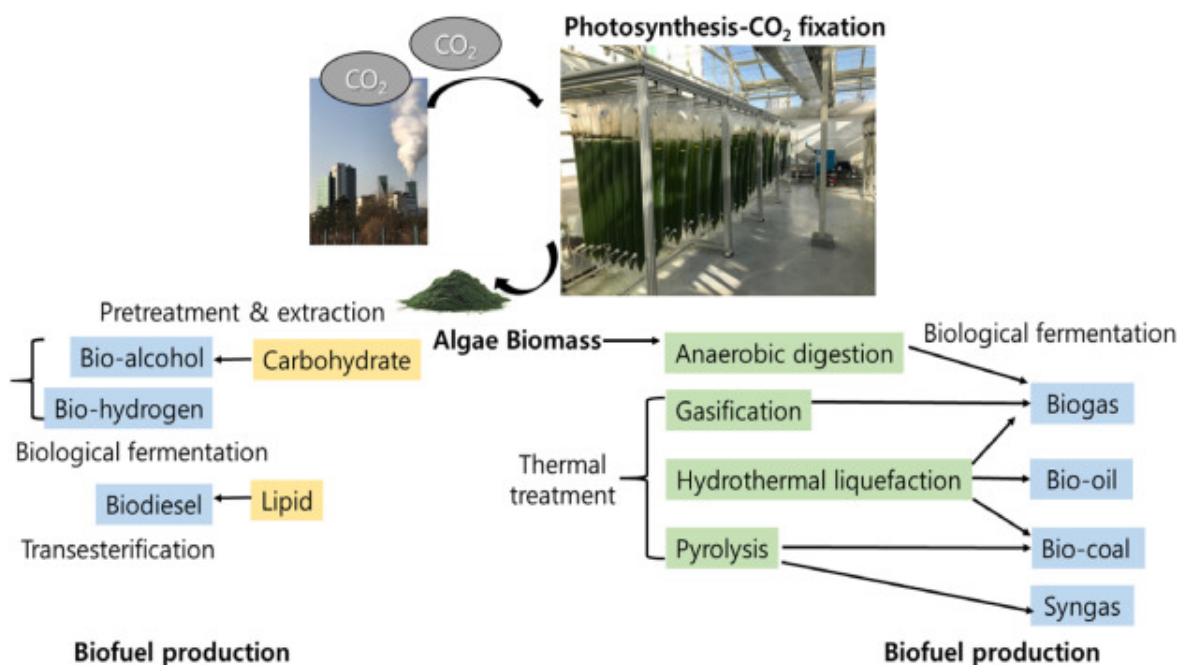 Photosynthesis-CO₂ fixation
CO₂
CO₂
Pretreatment & extraction
Bio-alcohol
Carbohydrate
Bio-hydrogen
Biological fermentation
Biodiesel
Lipid
Transesterification
Biofuel production
Algae Biomass
Anaerobic digestion
Biological fermentation
Gasification
Biogas
Thermal
treatment
Hydrothermal liquefaction
Bio-oil
Pyrolysis
Bio-coal
Syngas
Biofuel production